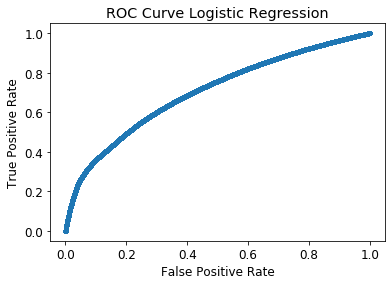 ROC Curve Logistic Regression
1.0
0.8
0.6
0.4
0.2
0.0
True Positive Rate
0.0 0.2 0.4 0.6 0.8 1.0
False Positive Rate